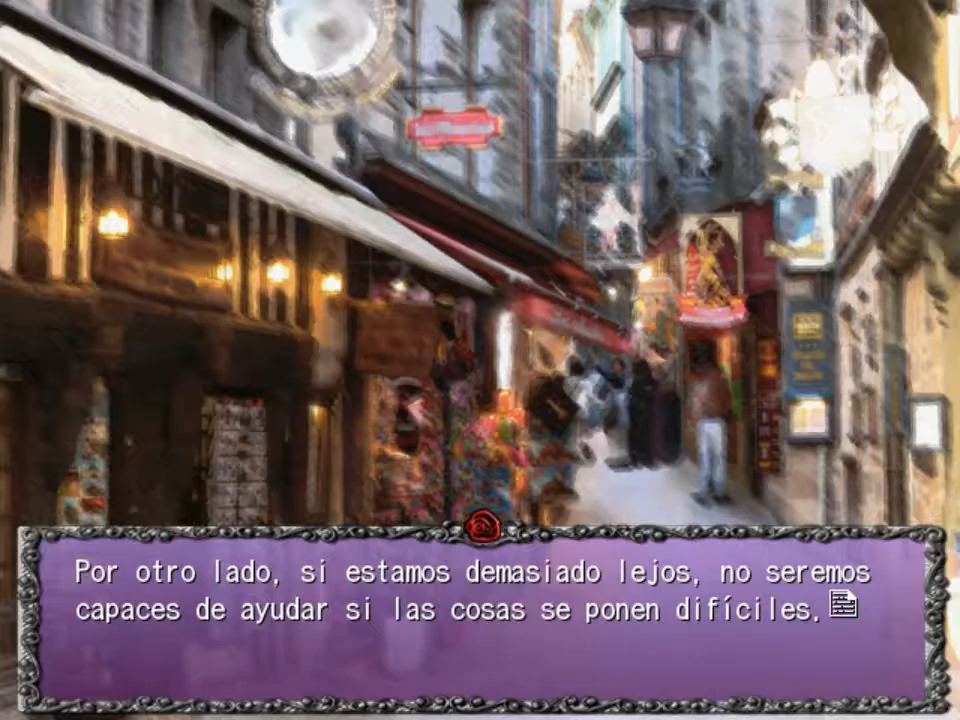 Por otro lado, si estamos demasiado lejos, no seremos
capaces de ayudar si las cosas se ponen difíciles.